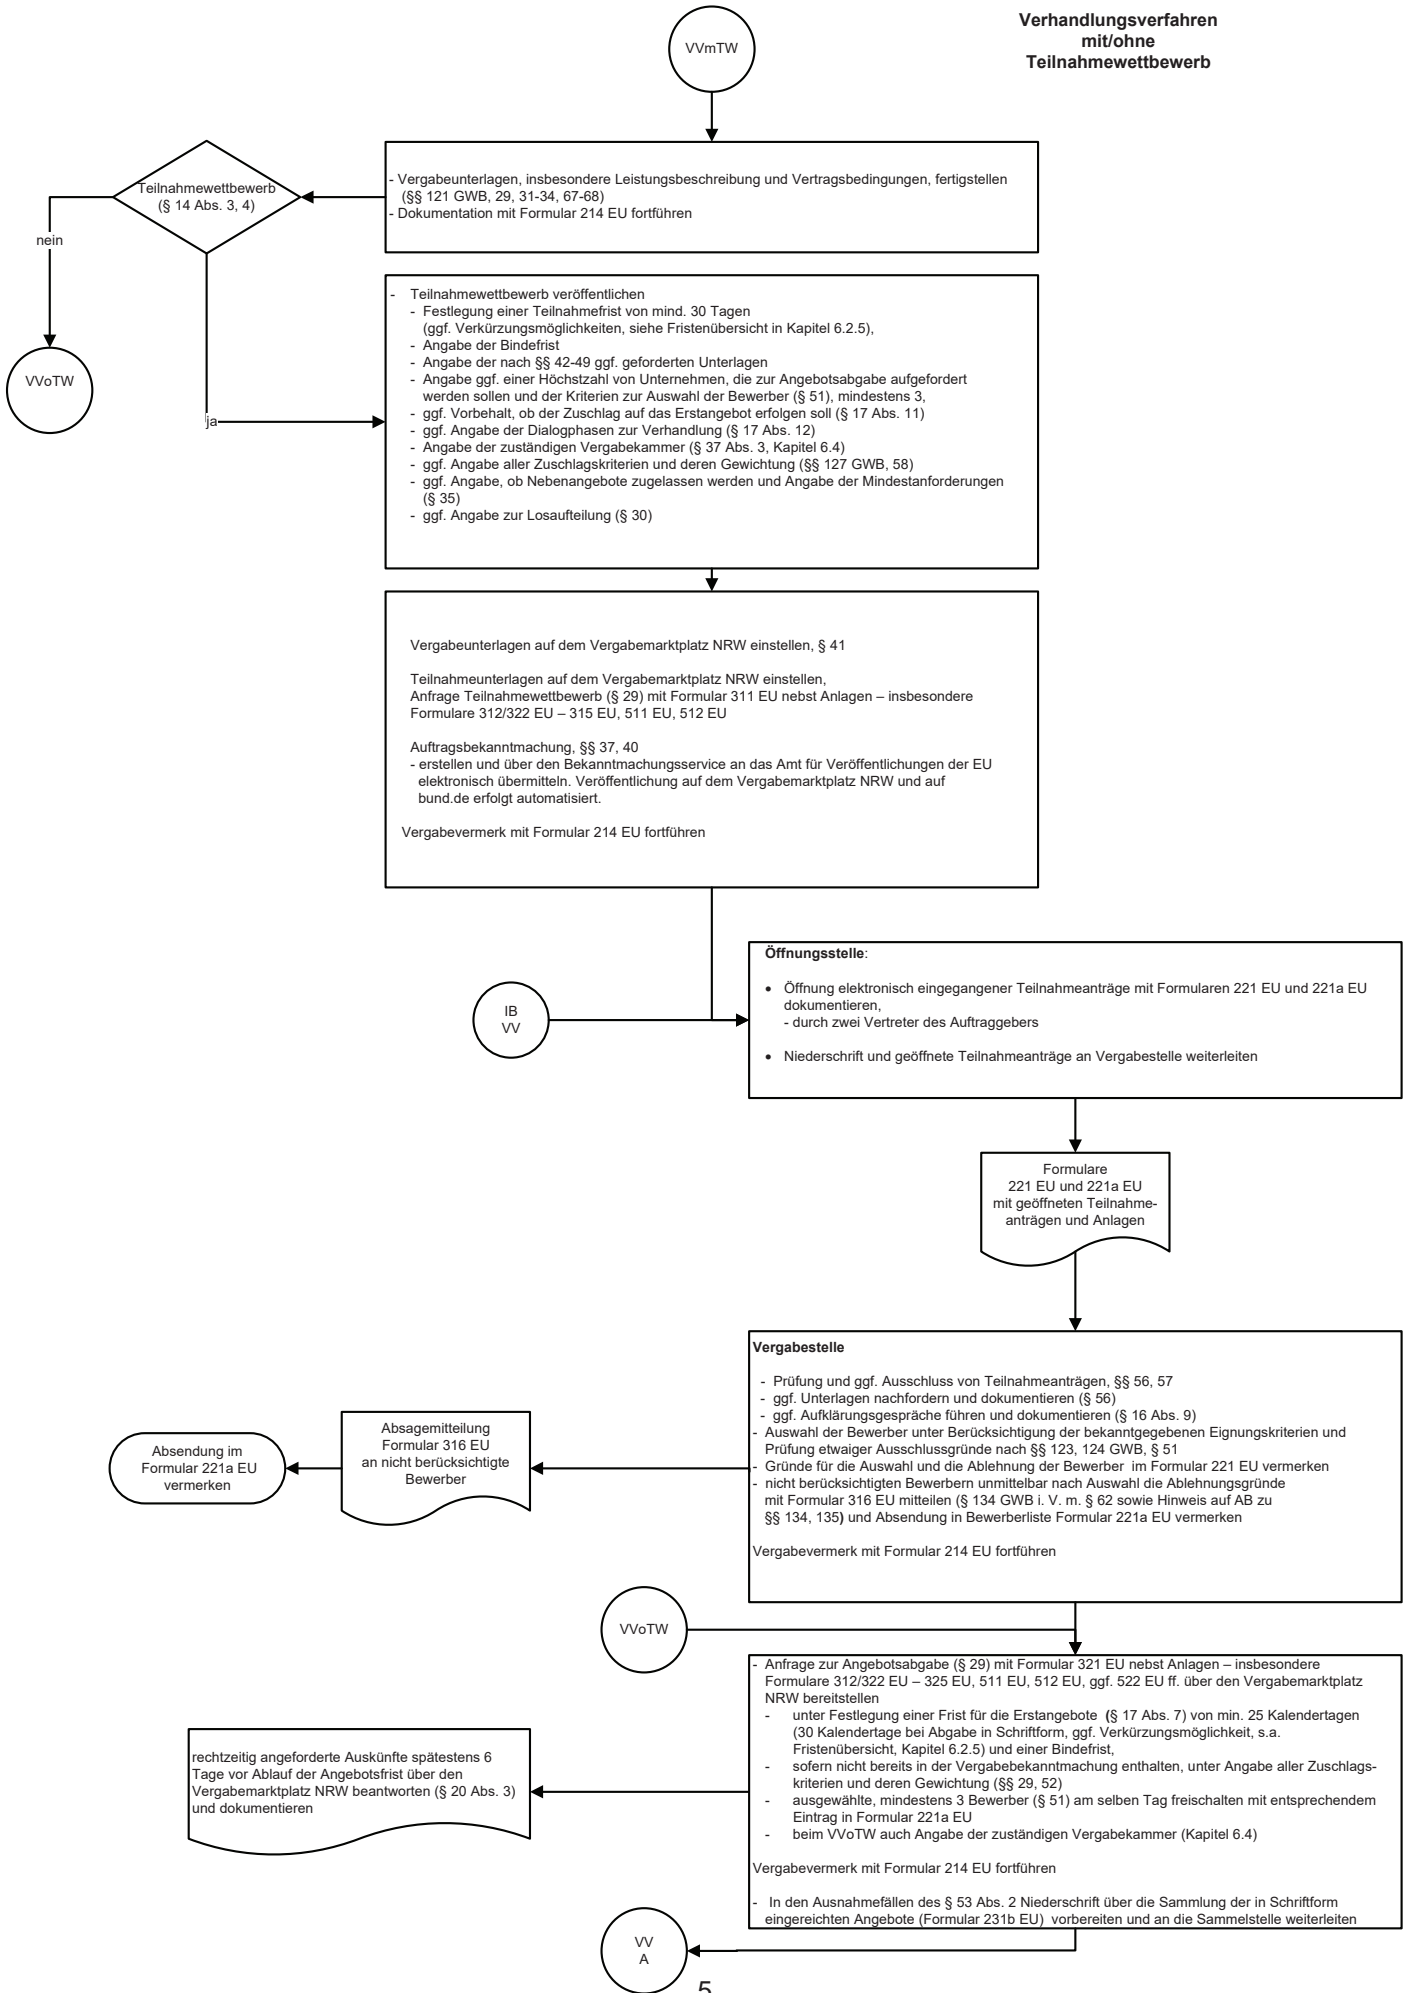 Verhandlungsverfahren
mit/ohne
Teilnahmewettbewerb
VVmTW
- Vergabeunterlagen, insbesondere Leistungsbeschreibung und Vertragsbedingungen, fertigstellen
(§§ 121 GWB, 29, 31-34, 67-68)
- Dokumentation mit Formular 214 EU fortführen
Teilnahmewettbewerb
(§ 14 Abs. 3, 4)
nein
VVoTW
ja
- Teilnahmewettbewerb veröffentlichen
- Festlegung einer Teilnahmefrist von mind. 30 Tagen
(ggf. Verkürzungsmöglichkeiten, siehe Fristenübersicht in Kapitel 6.2.5),
- Angabe der Bindefrist
- Angabe der nach §§ 42-49 ggf. geforderten Unterlagen
- Angabe ggf. einer Höchstzahl von Unternehmen, die zur Angebotsabgabe aufgefordert
werden sollen und der Kriterien zur Auswahl der Bewerber (§ 51), mindestens 3,
- ggf. Vorbehalt, ob der Zuschlag auf das Erstangebot erfolgen soll (§ 17 Abs. 11)
- ggf. Angabe der Dialogphasen zur Verhandlung (§ 17 Abs. 12)
- Angabe der zuständigen Vergabekammer (§ 37 Abs. 3, Kapitel 6.4)
- ggf. Angabe aller Zuschlagskriterien und deren Gewichtung (§§ 127 GWB, 58)
- ggf. Angabe, ob Nebenangebote zugelassen werden und Angabe der Mindestanforderungen
(§ 35)
- ggf. Angabe zur Losaufteilung (§ 30)
Vergabeunterlagen auf dem Vergabemarktplatz NRW einstellen, § 41
Teilnahmeunterlagen auf dem Vergabemarktplatz NRW einstellen,
Anfrage Teilnahmewettbewerb (§ 29) mit Formular 311 EU nebst Anlagen – insbesondere
Formulare 312/322 EU – 315 EU, 511 EU, 512 EU
Auftragsbekanntmachung, §§ 37, 40
- erstellen und über den Bekanntmachungsservice an das Amt für Veröffentlichungen der EU
elektronisch übermitteln. Veröffentlichung auf dem Vergabemarktplatz NRW und auf
bund.de erfolgt automatisiert.
Vergabevermerk mit Formular 214 EU fortführen
IB
VV
Öffnungsstelle:
• Öffnung elektronisch eingegangener Teilnahmeanträge mit Formularen 221 EU und 221a EU
dokumentieren,
- durch zwei Vertreter des Auftraggebers
• Niederschrift und geöffnete Teilnahmeanträge an Vergabestelle weiterleiten
Formulare
221 EU und 221a EU
mit geöffneten Teilnahme-
anträgen und Anlagen
Vergabestelle
- Prüfung und ggf. Ausschluss von Teilnahmeanträgen, §§ 56, 57
- ggf. Unterlagen nachfordern und dokumentieren (§ 56)
- ggf. Aufklärungsgespräche führen und dokumentieren (§ 16 Abs. 9)
- Auswahl der Bewerber unter Berücksichtigung der bekanntgegebenen Eignungskriterien und
Prüfung etwaiger Ausschlussgründe nach §§ 123, 124 GWB, § 51
- Gründe für die Auswahl und die Ablehnung der Bewerber im Formular 221 EU vermerken
- nicht berücksichtigten Bewerbern unmittelbar nach Auswahl die Ablehnungsgründe
mit Formular 316 EU mitteilen (§ 134 GWB i. V. m. § 62 sowie Hinweis auf AB zu
§§ 134, 135) und Absendung in Bewerberliste Formular 221a EU vermerken
Vergabevermerk mit Formular 214 EU fortführen
Absagemitteilung
Formular 316 EU
an nicht berücksichtigte
Bewerber
Absendung im
Formular 221a EU
vermerken
VVoTW
- Anfrage zur Angebotsabgabe (§ 29) mit Formular 321 EU nebst Anlagen – insbesondere
Formulare 312/322 EU – 325 EU, 511 EU, 512 EU, ggf. 522 EU ff. über den Vergabemarktplatz
NRW bereitstellen
- unter Festlegung einer Frist für die Erstangebote (§ 17 Abs. 7) von min. 25 Kalendertagen
(30 Kalendertage bei Abgabe in Schriftform, ggf. Verkürzungsmöglichkeit, s.a.
Fristenübersicht, Kapitel 6.2.5) und einer Bindefrist,
- sofern nicht bereits in der Vergabebekanntmachung enthalten, unter Angabe aller Zuschlags-
kriterien und deren Gewichtung (§§ 29, 52)
- ausgewählte, mindestens 3 Bewerber (§ 51) am selben Tag freischalten mit entsprechendem
Eintrag in Formular 221a EU
- beim VVoTW auch Angabe der zuständigen Vergabekammer (Kapitel 6.4)
Vergabevermerk mit Formular 214 EU fortführen
- In den Ausnahmefällen des § 53 Abs. 2 Niederschrift über die Sammlung der in Schriftform
eingereichten Angebote (Formular 231b EU) vorbereiten und an die Sammelstelle weiterleiten
rechtzeitig angeforderte Auskünfte spätestens 6
Tage vor Ablauf der Angebotsfrist über den
Vergabemarktplatz NRW beantworten (§ 20 Abs. 3)
und dokumentieren
VV
A
5